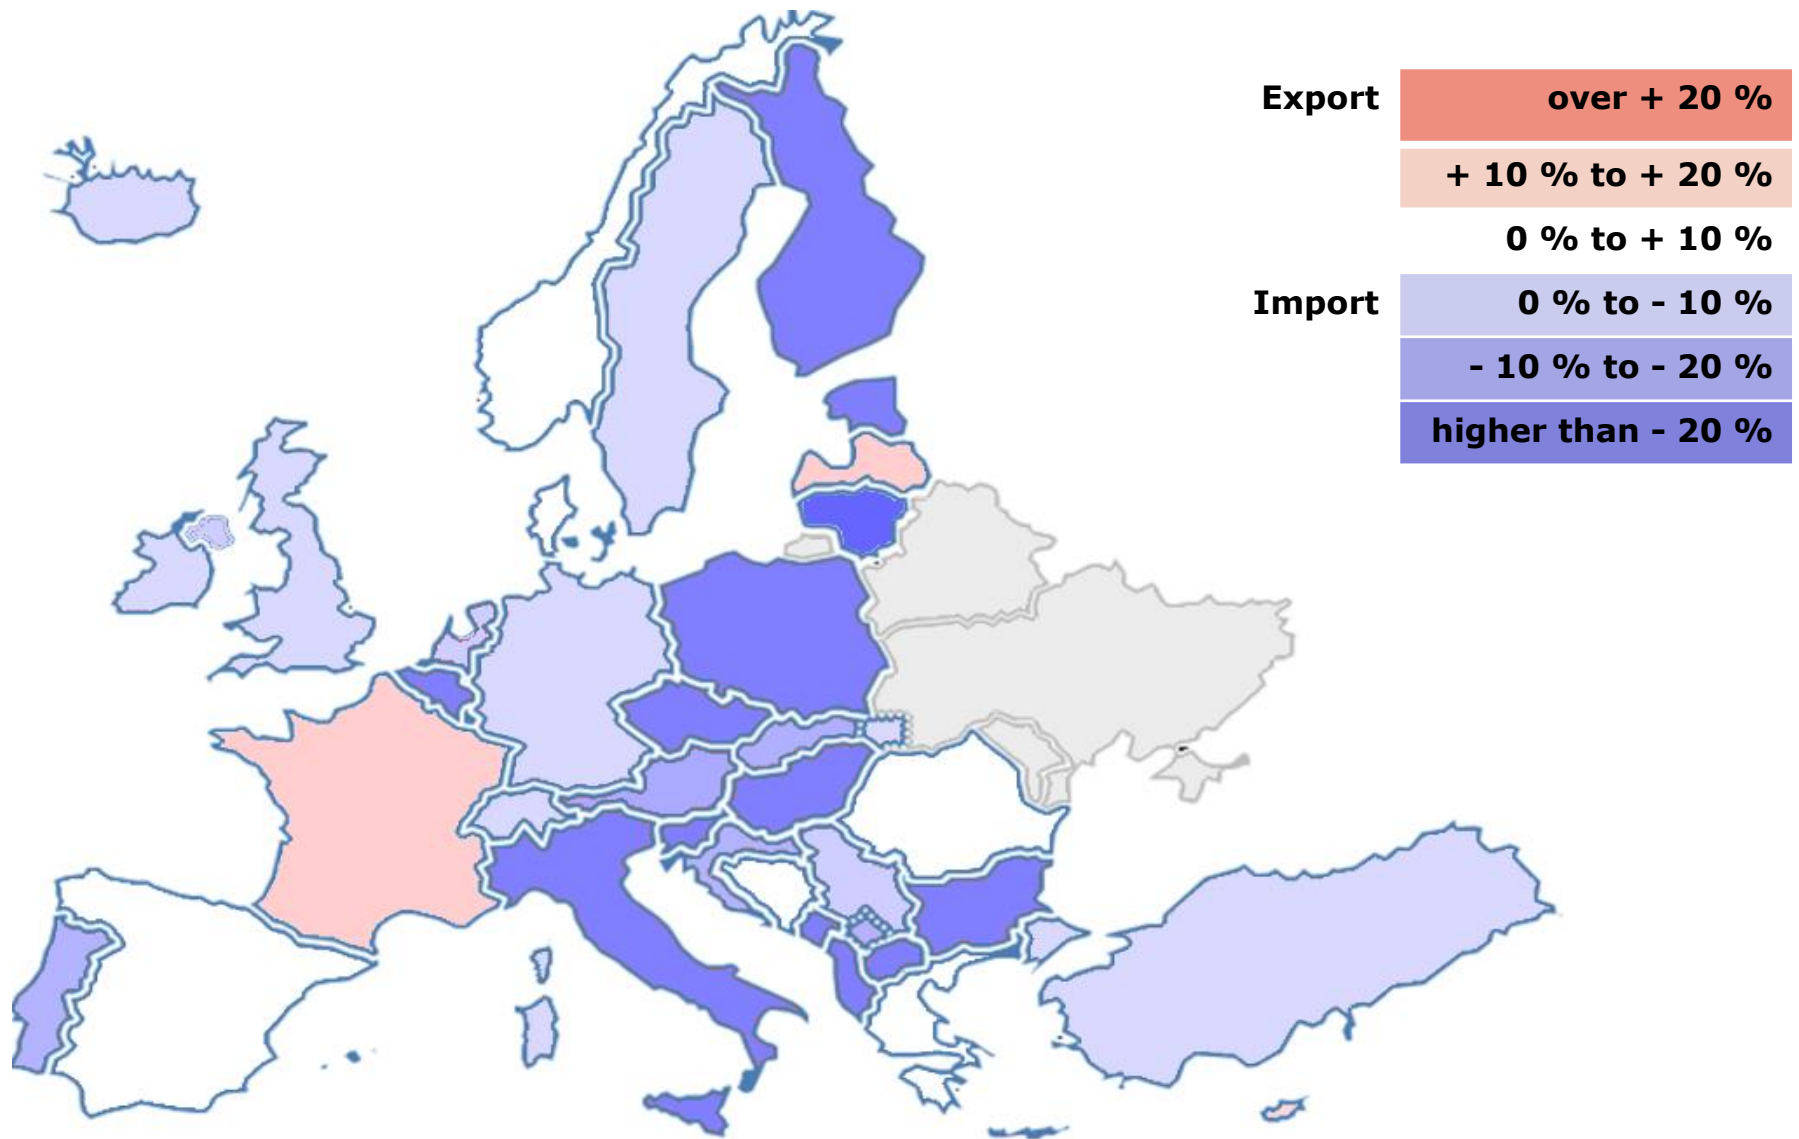 Export over + 20 %
+ 10 % to + 20 %
0 % to + 10 %
Import 0 % to - 10 %
- 10 % to - 20 %
higher than - 20 %